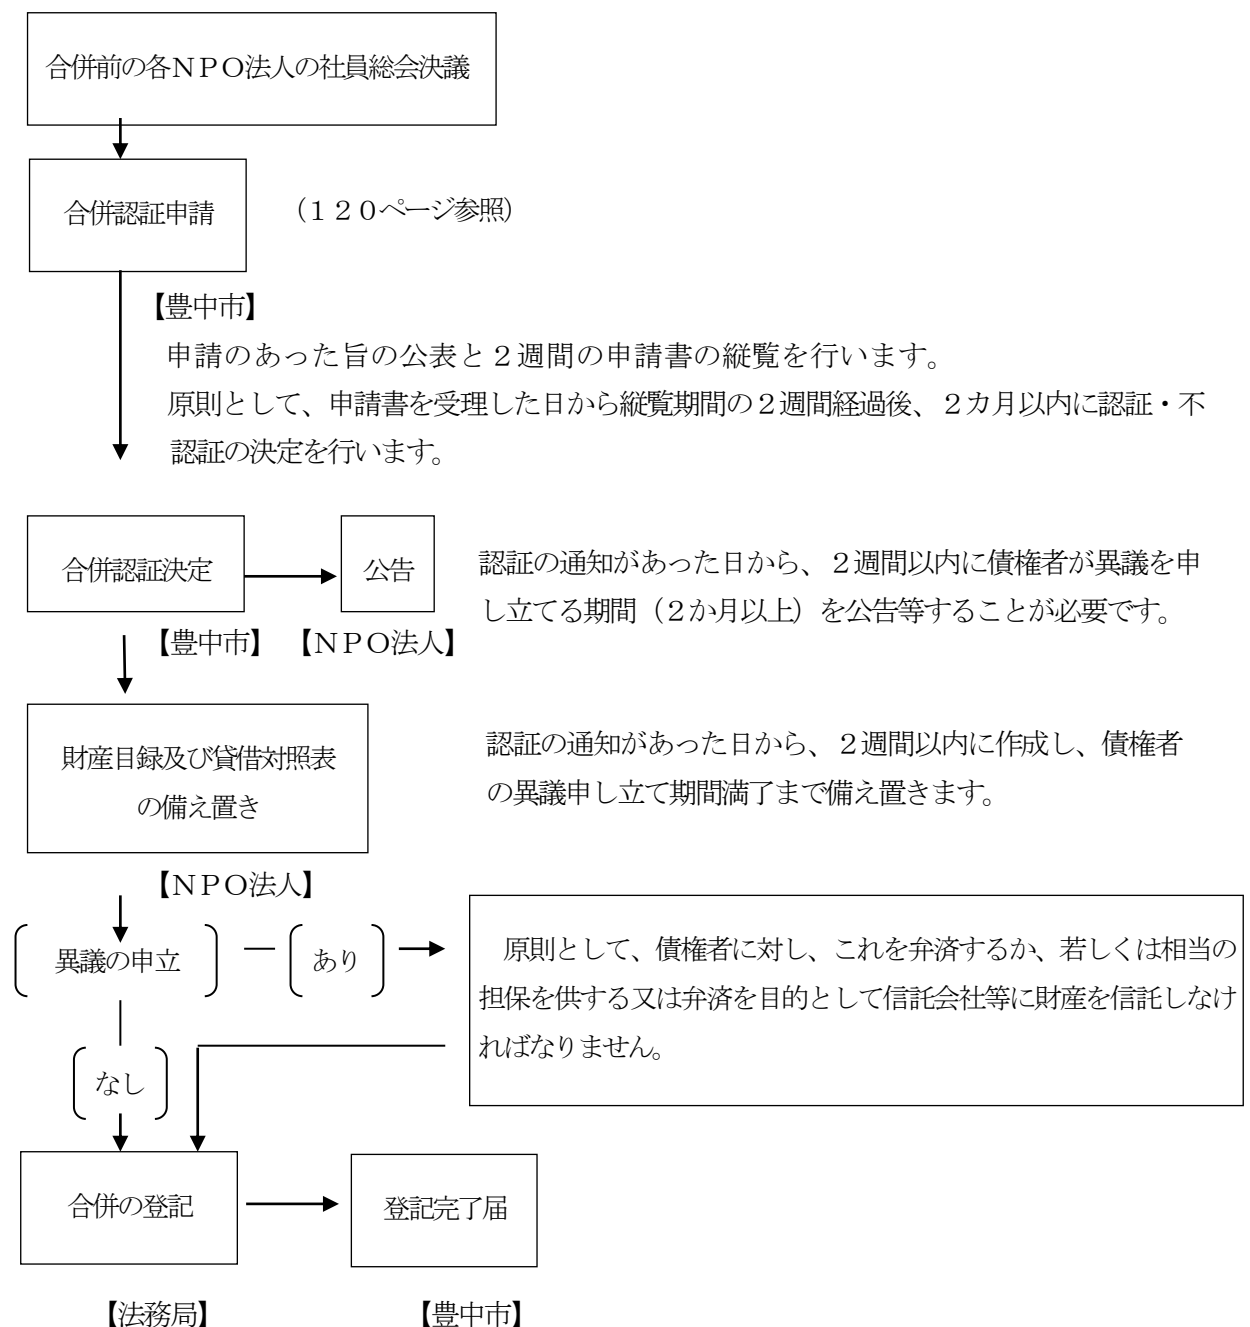 合併前の各ＮＰＯ法人の社員総会決議
合併認証申請
（１２０ページ参照）
【豊中市】
申請のあった旨の公表と２週間の申請書の縦覧を行います。
原則として、申請書を受理した日から縦覧期間の２週間経過後、２カ月以内に認証・不
認証の決定を行います。
合併認証決定
公告
認証の通知があった日から、２週間以内に債権者が異議を申
し立てる期間（２か月以上）を公告等することが必要です。
【豊中市】
【ＮＰＯ法人】
財産目録及び貸借対照表
の備え置き
認証の通知があった日から、２週間以内に作成し、債権者
の異議申し立て期間満了まで備え置きます。
【ＮＰＯ法人】
異議の申立
あり
原則として、債権者に対し、これを弁済するか、若しくは相当の
担保を供する又は弁済を目的として信託会社等に財産を信託しなけ
ればなりません。
なし
合併の登記
登記完了届
【法務局】
【豊中市】